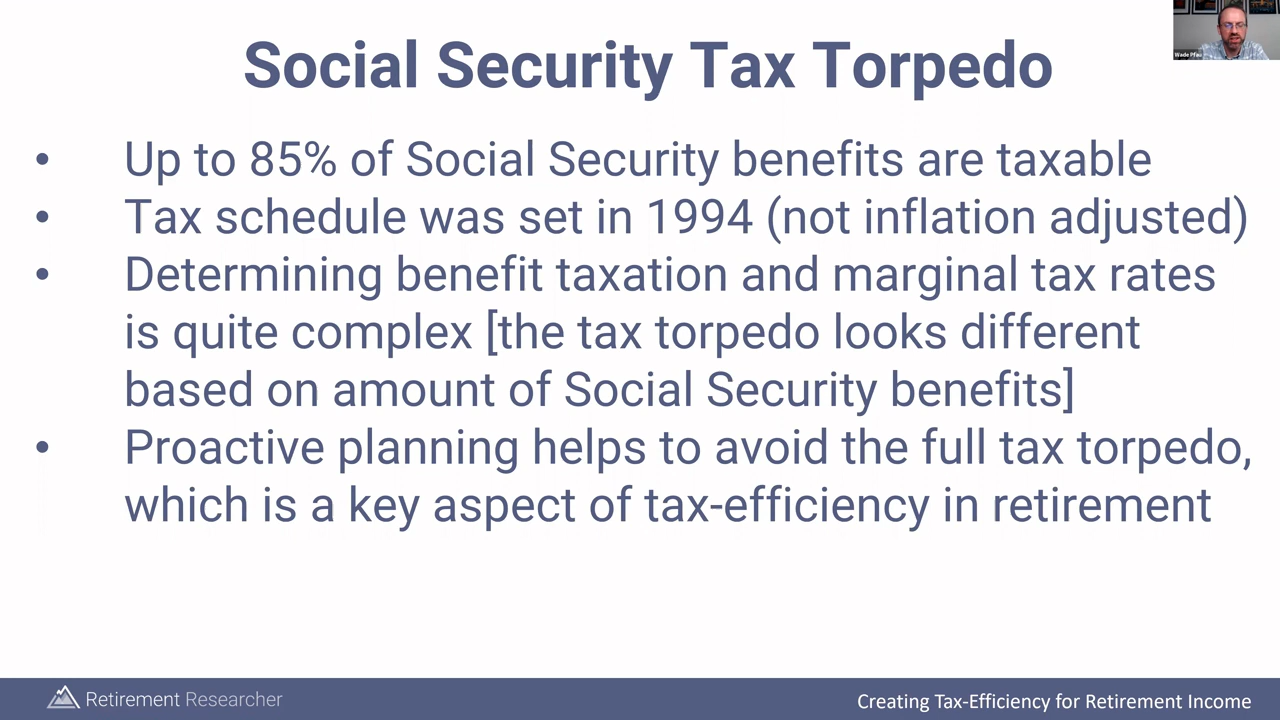 Social Security Tax Torpedo
Wade Pfau
• Up to 85% of Social Security benefits are taxable
• Tax schedule was set in 1994 (not inflation adjusted)
• Determining benefit taxation and marginal tax rates
is quite complex [the tax torpedo looks different
based on amount of Social Security benefits]
• Proactive planning helps to avoid the full tax torpedo,
which is a key aspect of tax-efficiency in retirement
Retirement Researcher
Creating Tax-Efficiency for Retirement Income